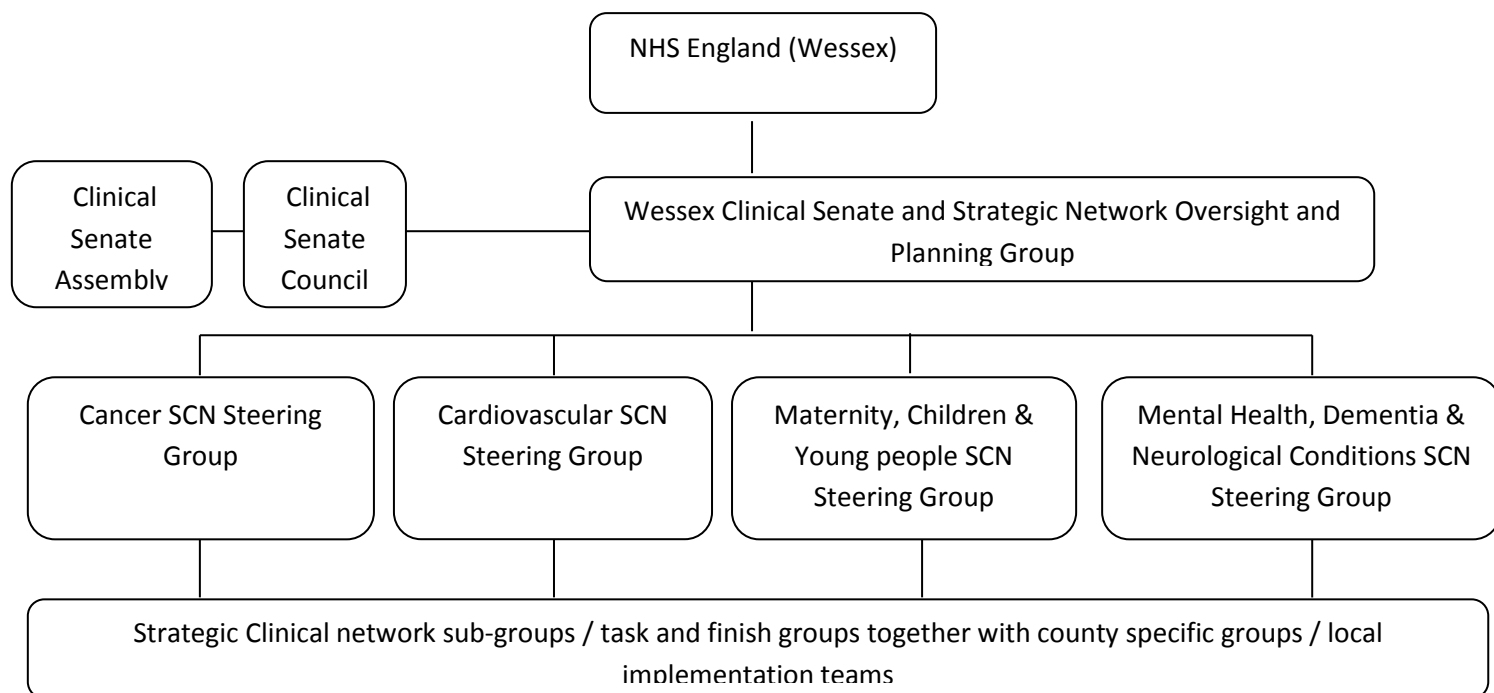 NHS England (Wessex)
Clinical
Senate
Assembly
Clinical
Senate
Council
Wessex Clinical Senate and Strategic Network Oversight and
Planning Group
Cancer SCN Steering
Group
Cardiovascular SCN
Steering Group
Maternity, Children &
Young people SCN
Steering Group
Mental Health, Dementia &
Neurological Conditions SCN
Steering Group
Strategic Clinical network sub-groups / task and finish groups together with county specific groups / local
implementation teams